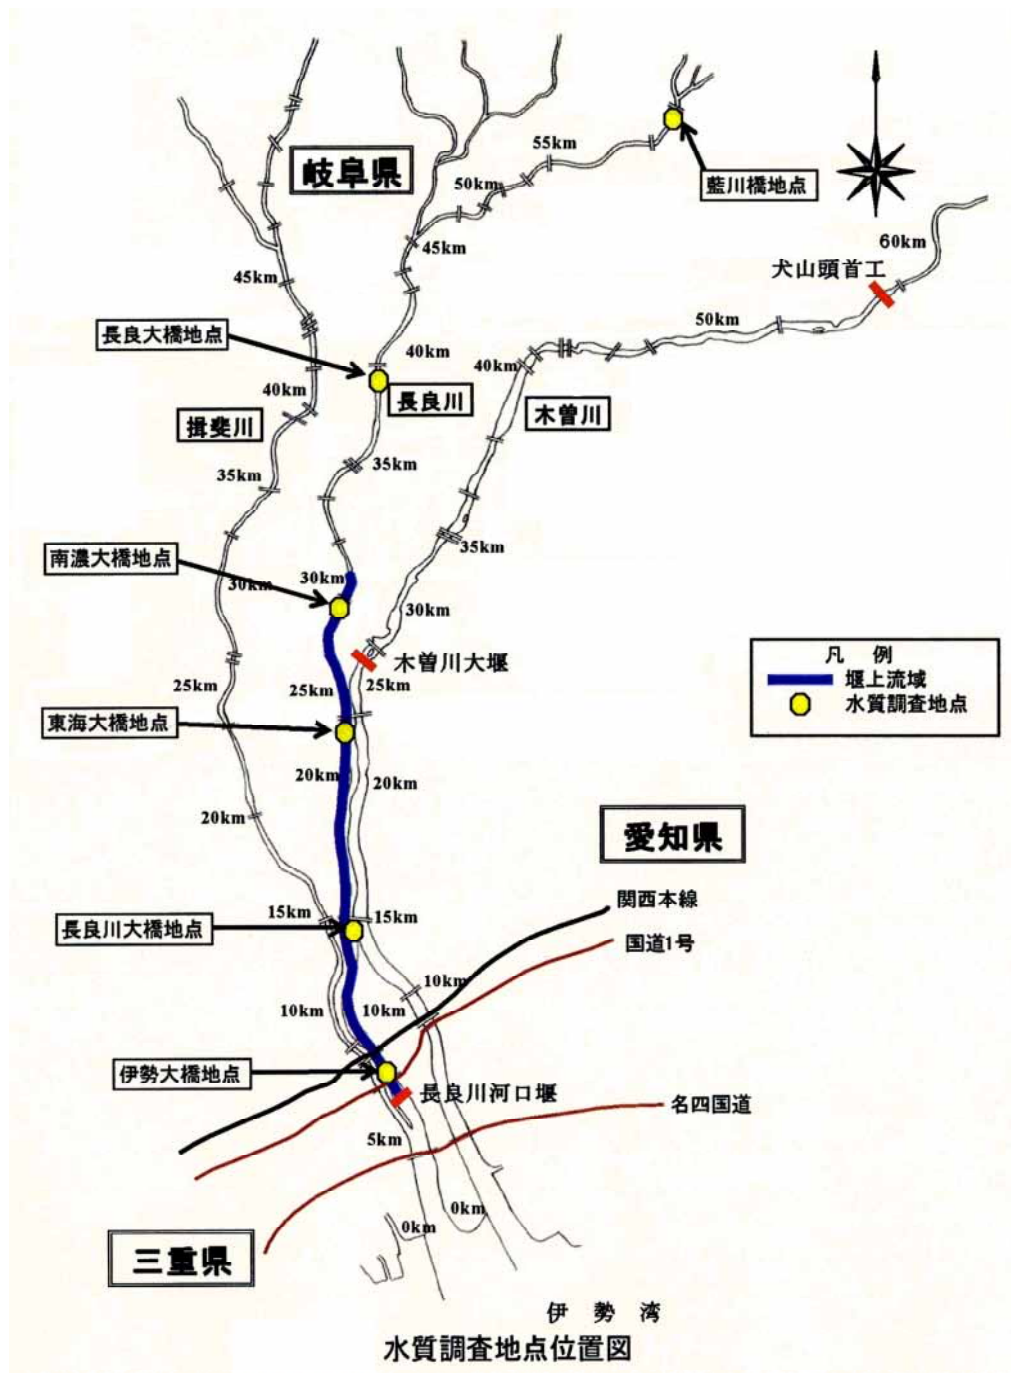 岐阜県
55km
50km
藍川橋地点
45km
60km
犬山頭首工
45km
50km
長良大橋地点
40km
40km
40km
長良川
木曽川
揖斐川
35km
35km
35km
南濃大橋地点
30km
30km
30km
木曽川大堰
凡 例
堰上流域
水質調査地点
25km
25km
25km
東海大橋地点
20km
20km
20km
愛知県
関西本線
国道1号
15km
15km
長良川大橋地点
10km
10km
10km
伊勢大橋地点
長良川河口堰
名四国道
5km
0km
0km
三重県
伊 勢 湾
水質調査地点位置図